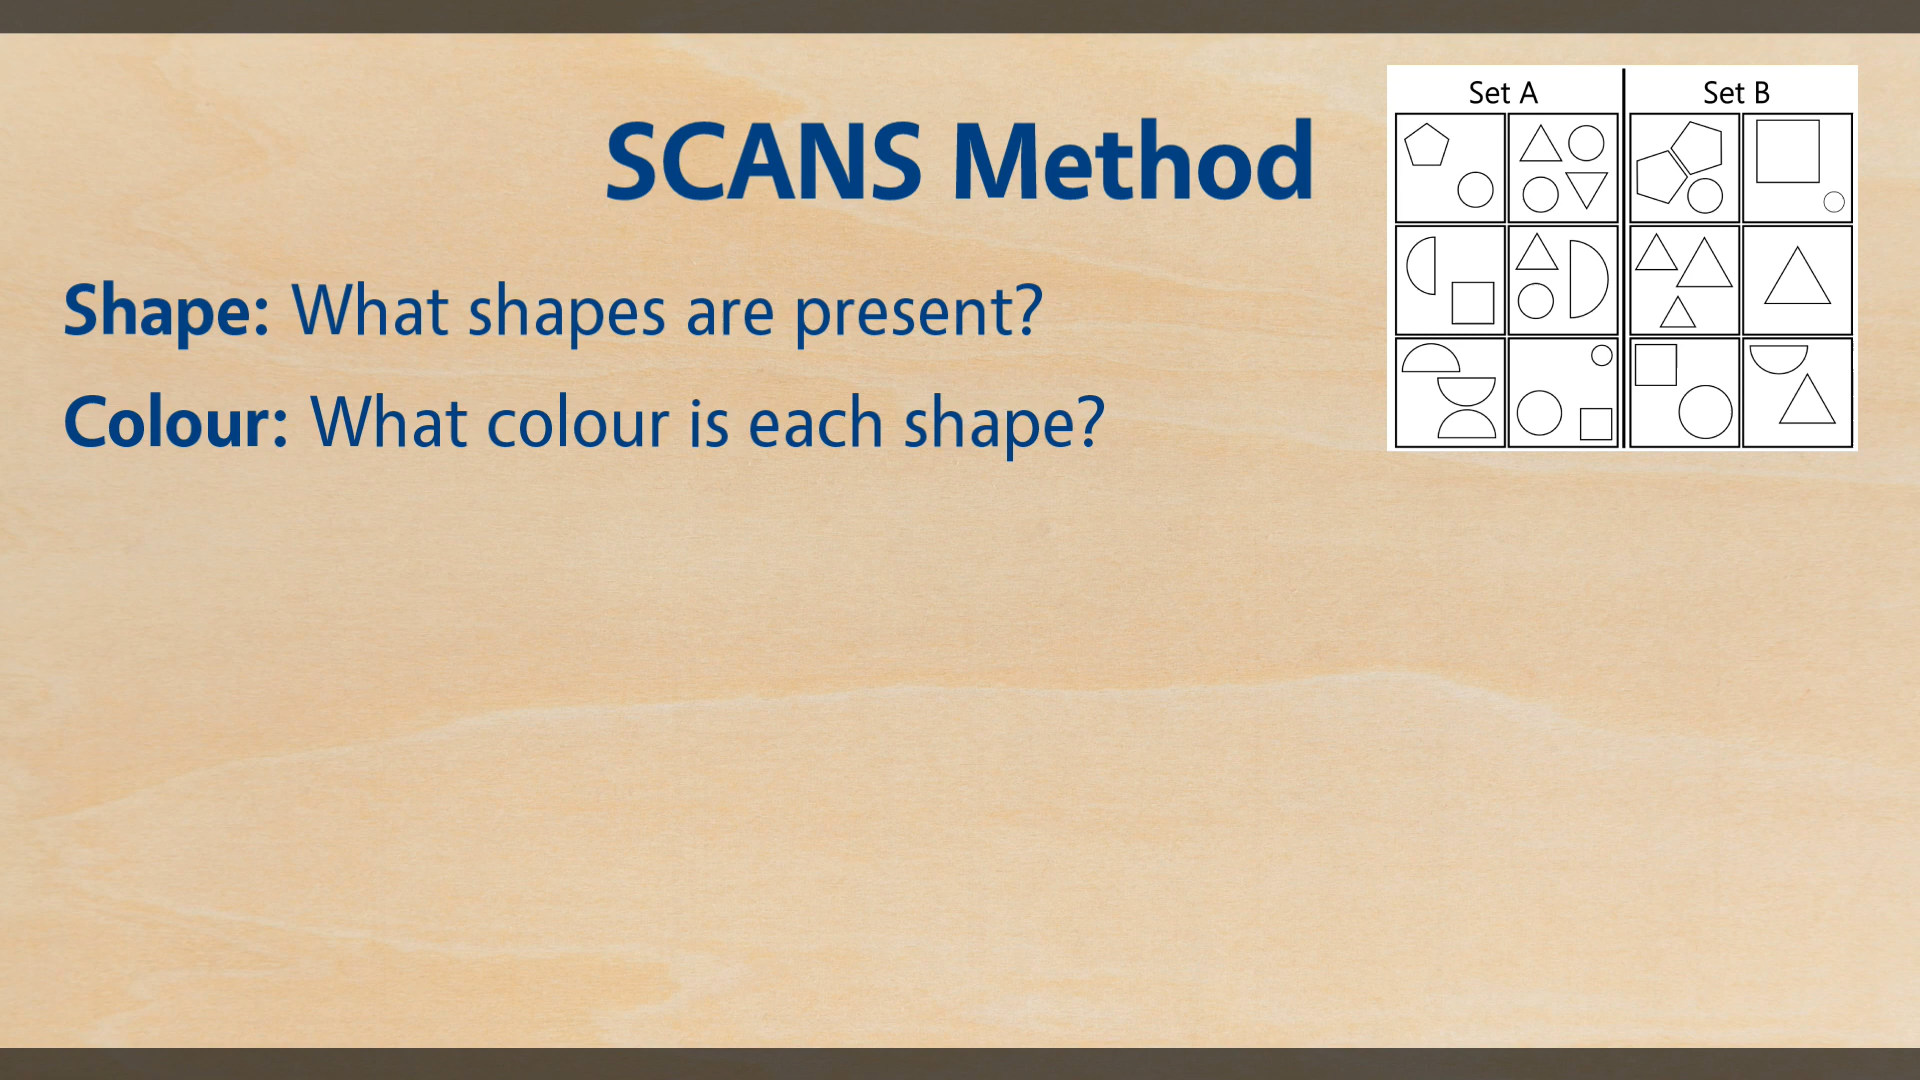 SCANS Method
Shape: What shapes are present?
Colour: What colour is each shape?
Set A
Set B